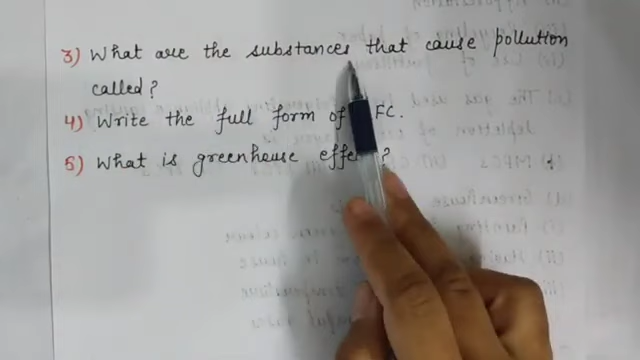 3) What are the substances that cause pollution
called?
4) Write the full form of FC.
5) What is greenhouse effe ?